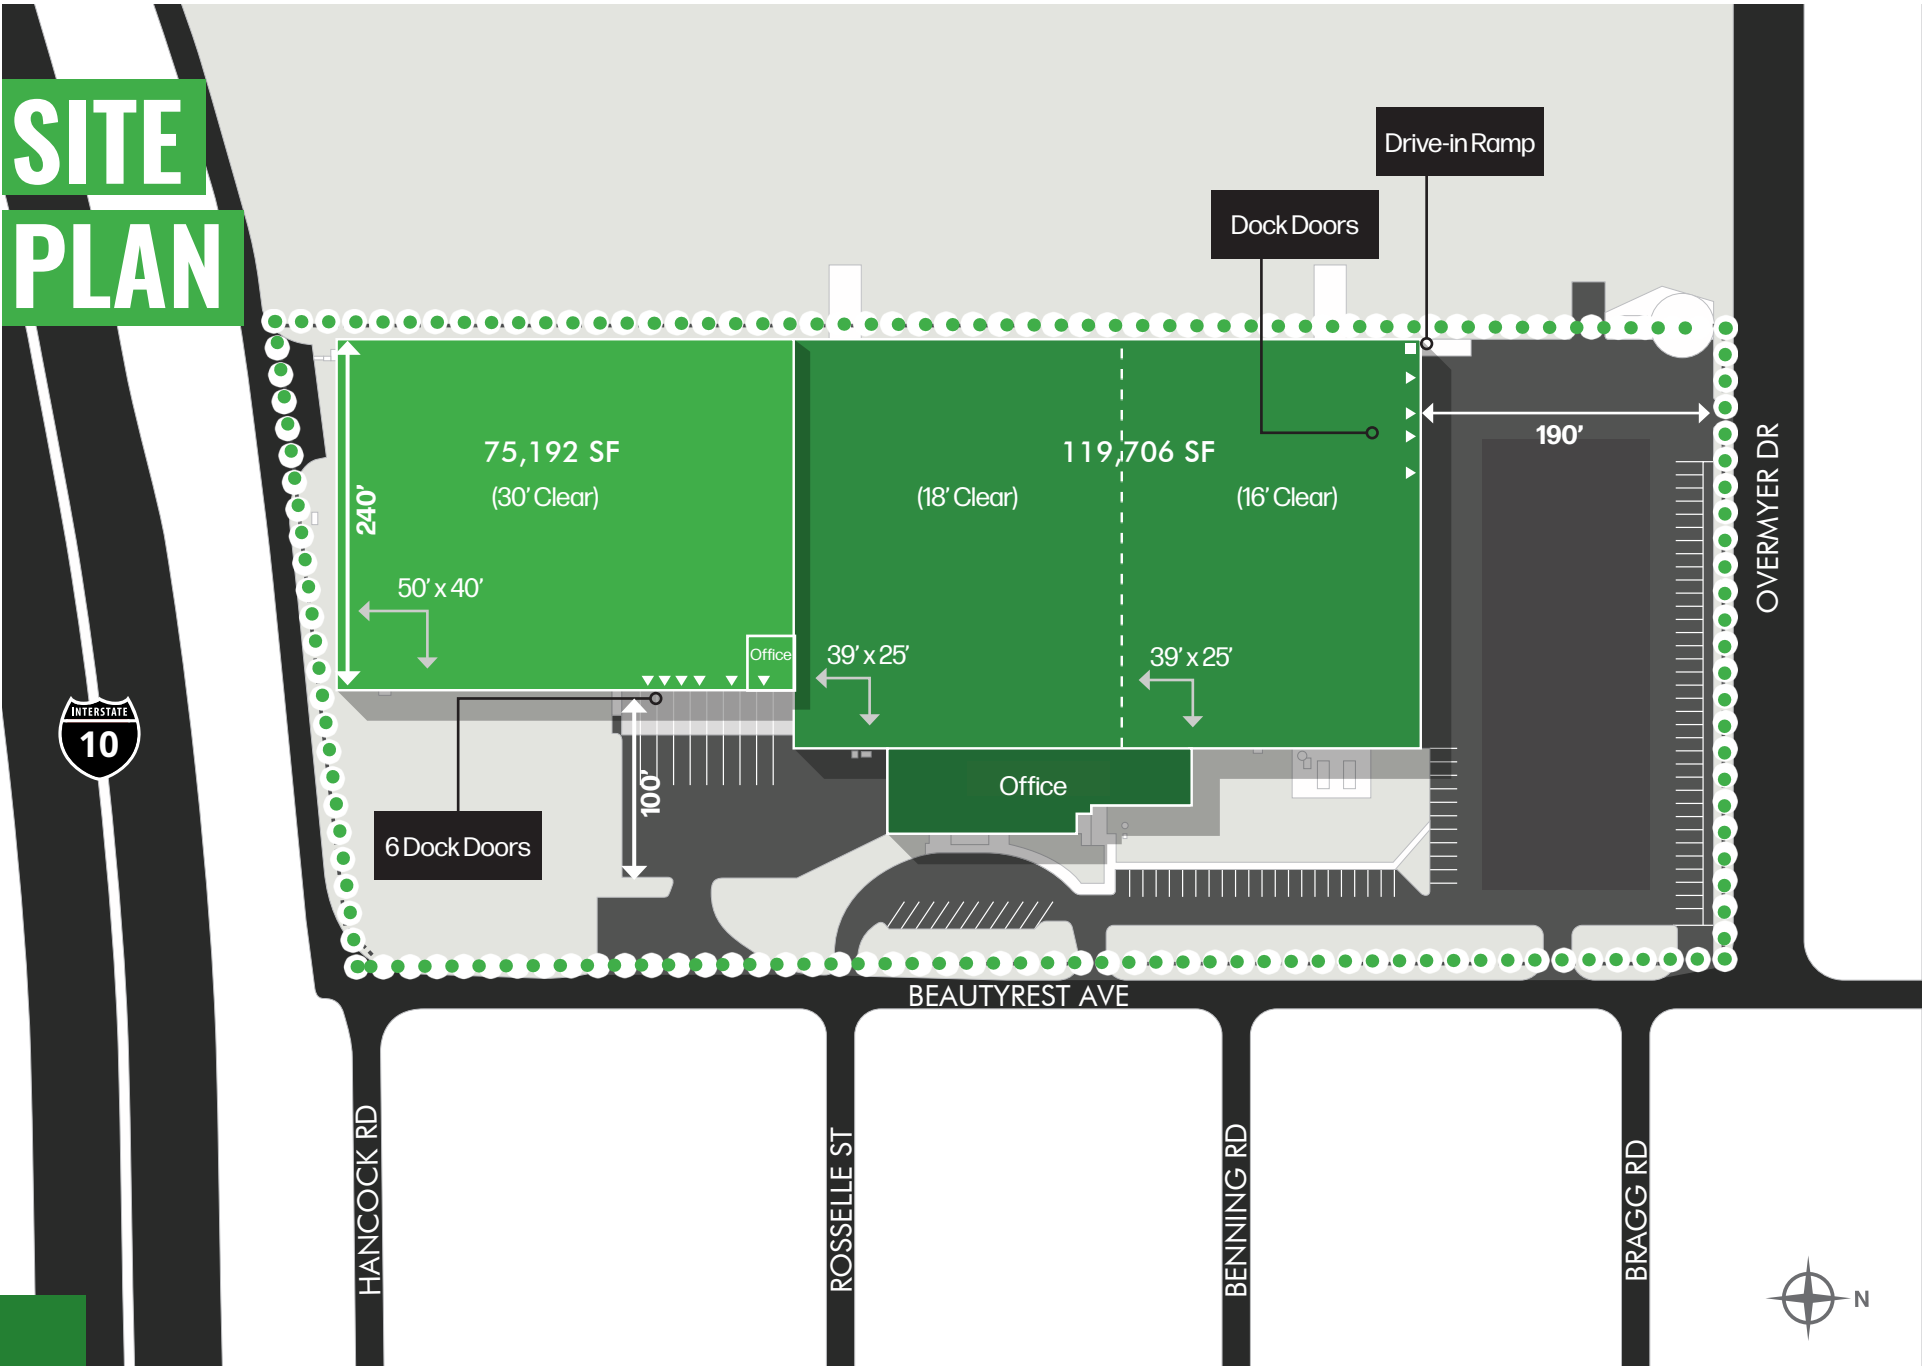 SITE
PLAN
Drive-in Ramp
Dock Doors
190'
75,192 SF
(30' Clear)
119,706 SF
(18' Clear)
(16' Clear)
240'
50' x 40'
39' x 25'
39' x 25'
Office
OVERMYER DR
INTERSTATE
10
100'
Office
6 Dock Doors
BEAUTYREST AVE
HANCOCK RD
ROSSELLE ST
BENNING RD
BRAGG RD
N